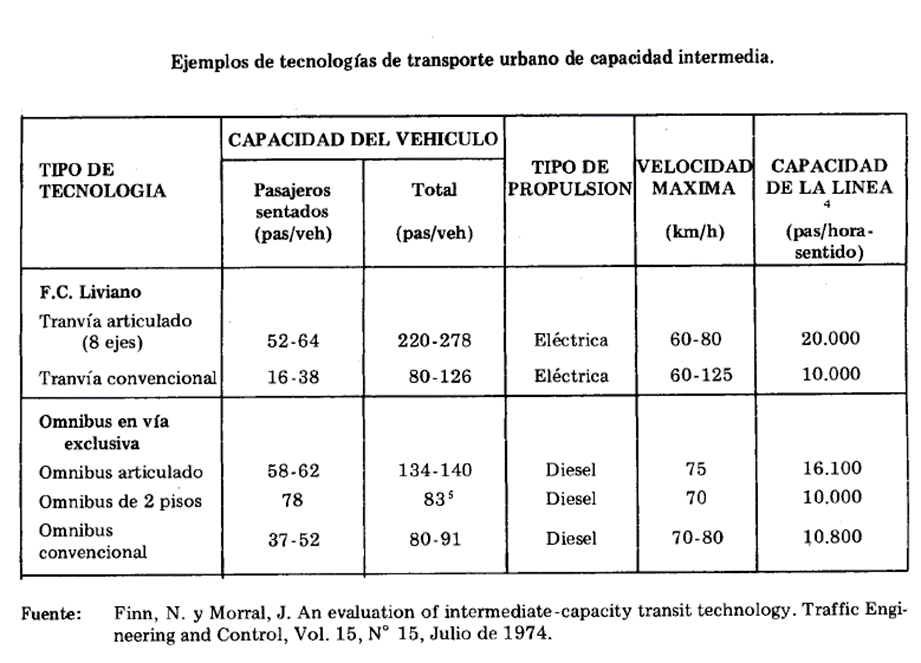 Ejemplos de tecnologías de transporte urbano de capacidad intermedia.
TIPO DE
TECNOLOGIA
CAPACIDAD DEL VEHICULO
Pasajeros
sentados
(pas/veh)
Total
(pas/veh)
TIPO DE
PROPULSION
VELOCIDAD
MAXIMA
(km/h)
CAPACIDAD
DE LA LINEA
4
(pas/hora-
sentido)
F.C. Liviano
Tranvía articulado
(8 ejes) 52-64 220-278 Eléctrica 60-80 20.000
Tranvía convencional 16-38 80-126 Eléctrica 60-125 10.000
Omnibus en vía
exclusiva
Omnibus articulado 58-62 134-140 Diesel 75 16.100
Omnibus de 2 pisos 78 83⁵ Diesel 70 10.000
Omnibus
convencional 37-52 80-91 Diesel 70-80 10.800
Fuente: Finn, N. y Morral, J. An evaluation of intermediate-capacity transit technology. Traffic Engi-
neering and Control, Vol. 15, N° 15, Julio de 1974.